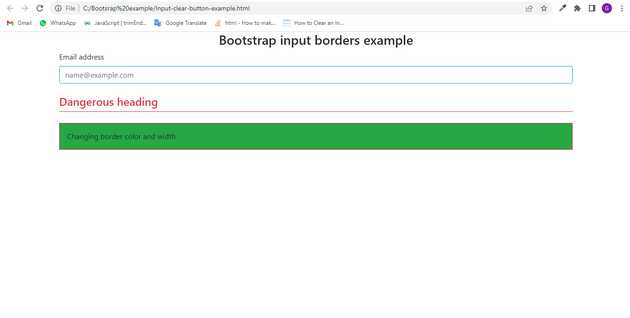 File | C:/Bootsrap%20example/Input-clear-button-example.html
G
Gmail WhatsApp JavaScript | trimEnd... Google Translate html - How to mak... How to Clear an In...
Bootstrap input borders example
Email address
name@example.com
Dangerous heading
Changing border color and width